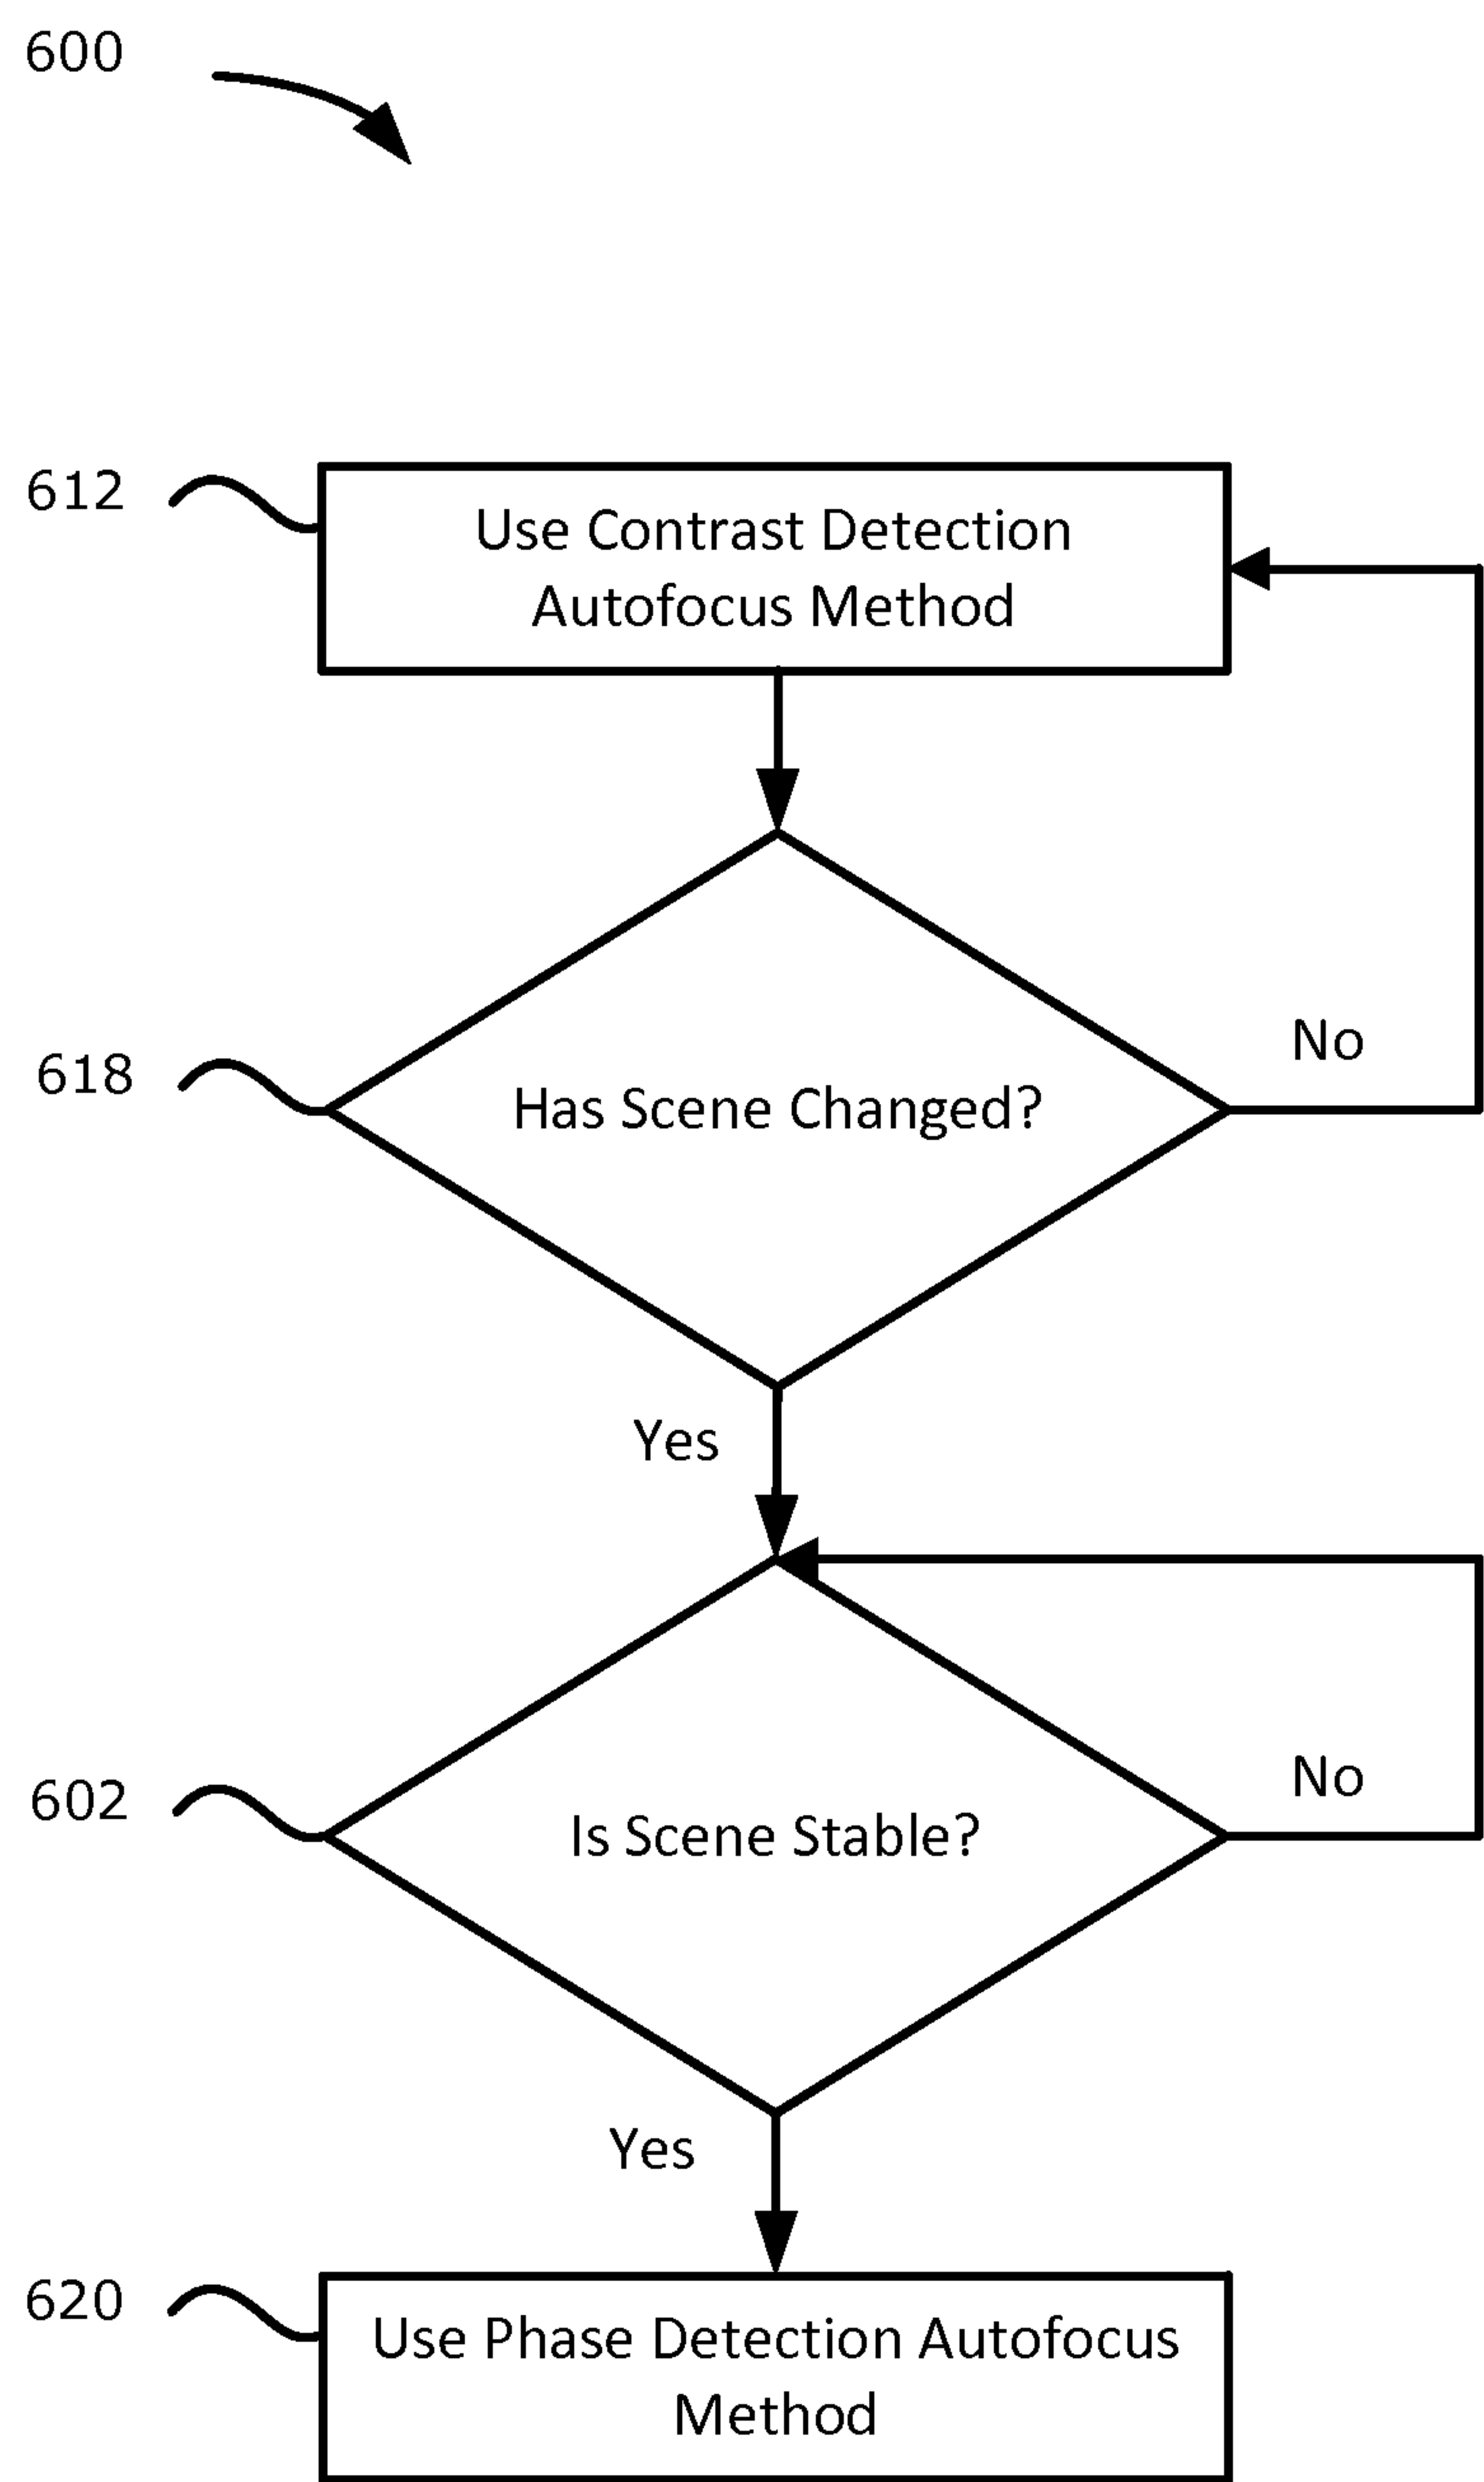 600
612
Use Contrast Detection
Autofocus Method
618
Has Scene Changed?
No
Yes
602
Is Scene Stable?
No
Yes
620
Use Phase Detection Autofocus
Method